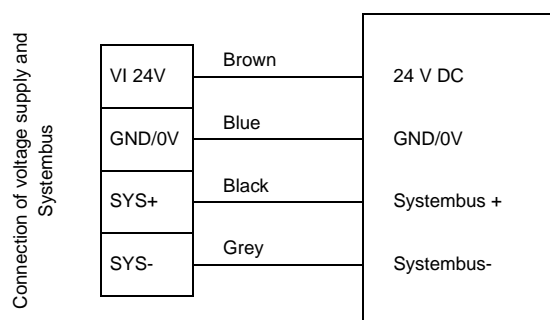 Connection of voltage supply and
Systembus
VI 24V
Brown
24 V DC
GND/0V
Blue
GND/0V
SYS+
Black
Systembus +
SYS-
Grey
Systembus-